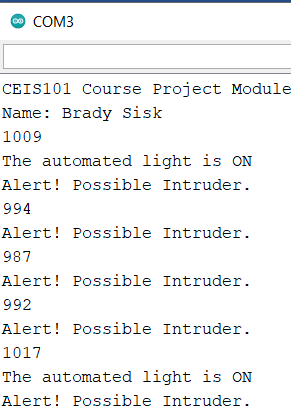 COM3
CEIS101 Course Project Module
Name: Brady Sisk
1009
The automated light is ON
Alert! Possible Intruder.
994
Alert! Possible Intruder.
987
Alert! Possible Intruder.
992
Alert! Possible Intruder.
1017
The automated light is ON
Alert! Possible Intruder.